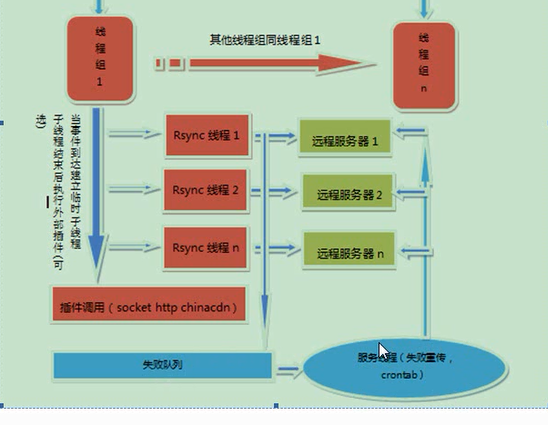 线程组1
其他线程组同线程组1
线程组n
当事件到达建立临时子线程
子线程结束后执行外部插件(可
选)
Rsync 线程 1
远程服务器 1
Rsync 线程 2
远程服务器 2
Rsync 线程 n
远程服务器 n
插件调用（socket http chinacdn）
失败队列
服务线程（失败重传，
crontab）